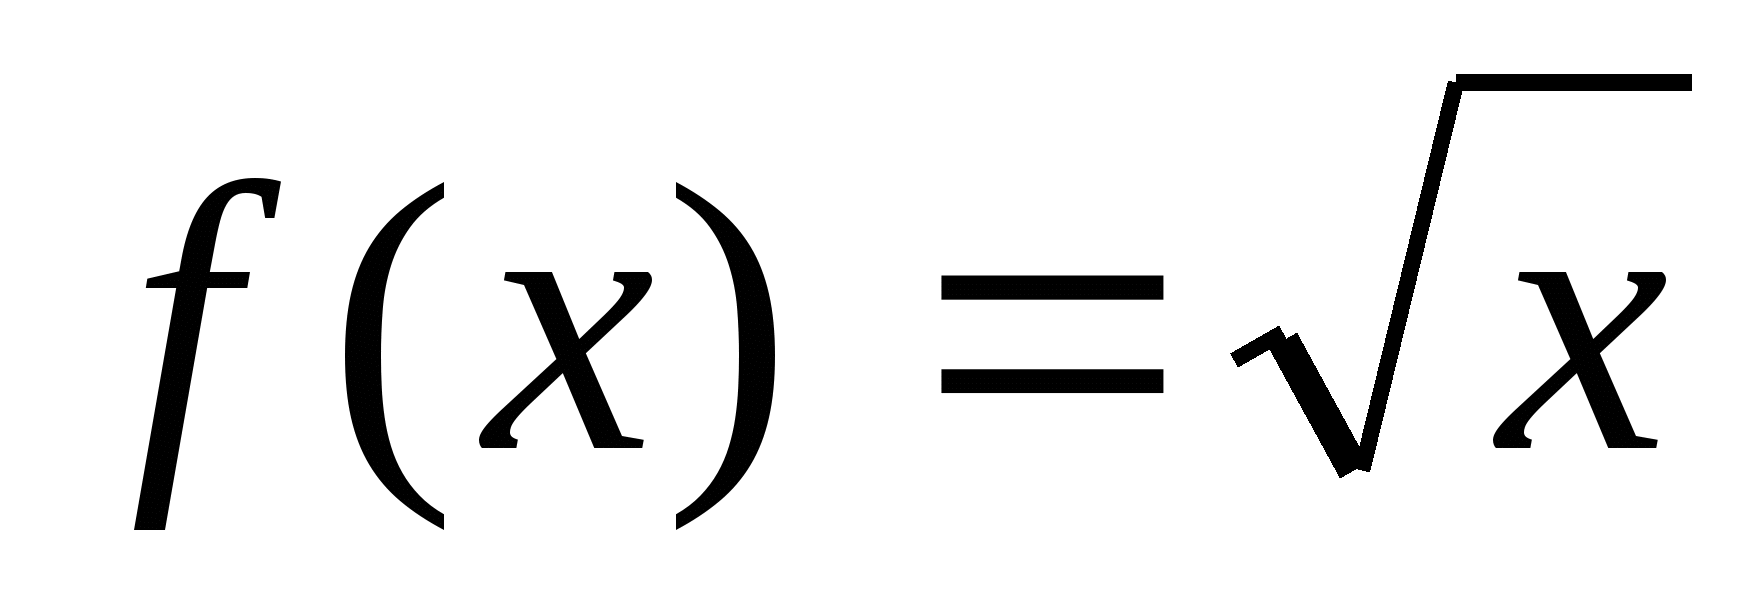 f(x) = √x